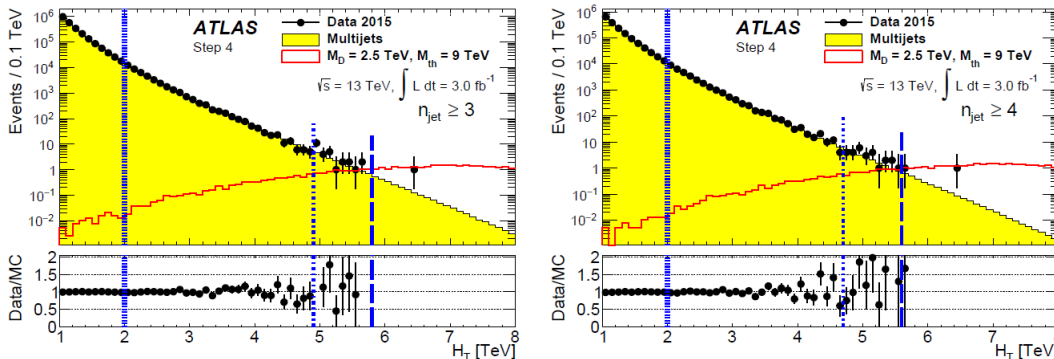 Events / 0.1 TeV
10⁶
10⁵
10⁴
10³
10²
10
1
10⁻¹
10⁻²
ATLAS
Step 4
Data 2015
Multijets
M_D = 2.5 TeV, M_th = 9 TeV
√s = 13 TeV, ∫ L dt = 3.0 fb⁻¹
n_jet ≥ 3
Data/MC
2
1.5
1
0.5
0
1 2 3 4 5 6 7 8
H_T [TeV]
Events / 0.1 TeV
10⁶
10⁵
10⁴
10³
10²
10
1
10⁻¹
10⁻²
ATLAS
Step 4
Data 2015
Multijets
M_D = 2.5 TeV, M_th = 9 TeV
√s = 13 TeV, ∫ L dt = 3.0 fb⁻¹
n_jet ≥ 4
Data/MC
2
1.5
1
0.5
0
1 2 3 4 5 6 7
H_T [TeV]